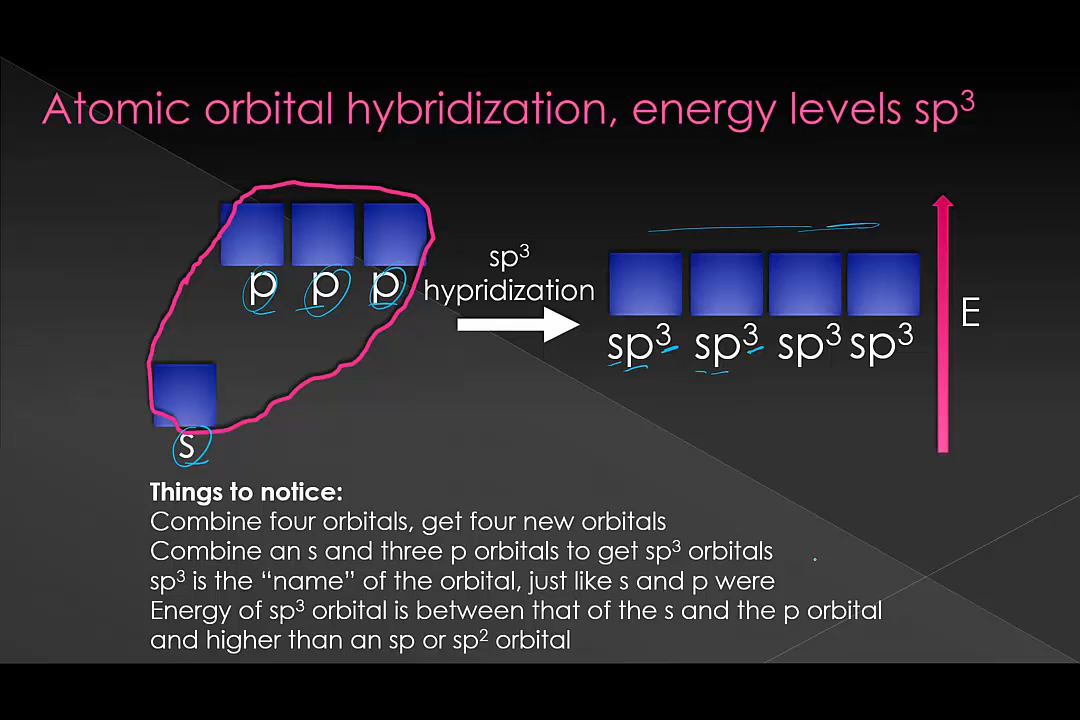 Atomic orbital hybridization, energy levels sp³
p p p
s
sp³
hypridization
sp³ sp³ sp³ sp³
E
Things to notice:
Combine four orbitals, get four new orbitals
Combine an s and three p orbitals to get sp³ orbitals
sp³ is the “name” of the orbital, just like s and p were
Energy of sp³ orbital is between that of the s and the p orbital
and higher than an sp or sp² orbital